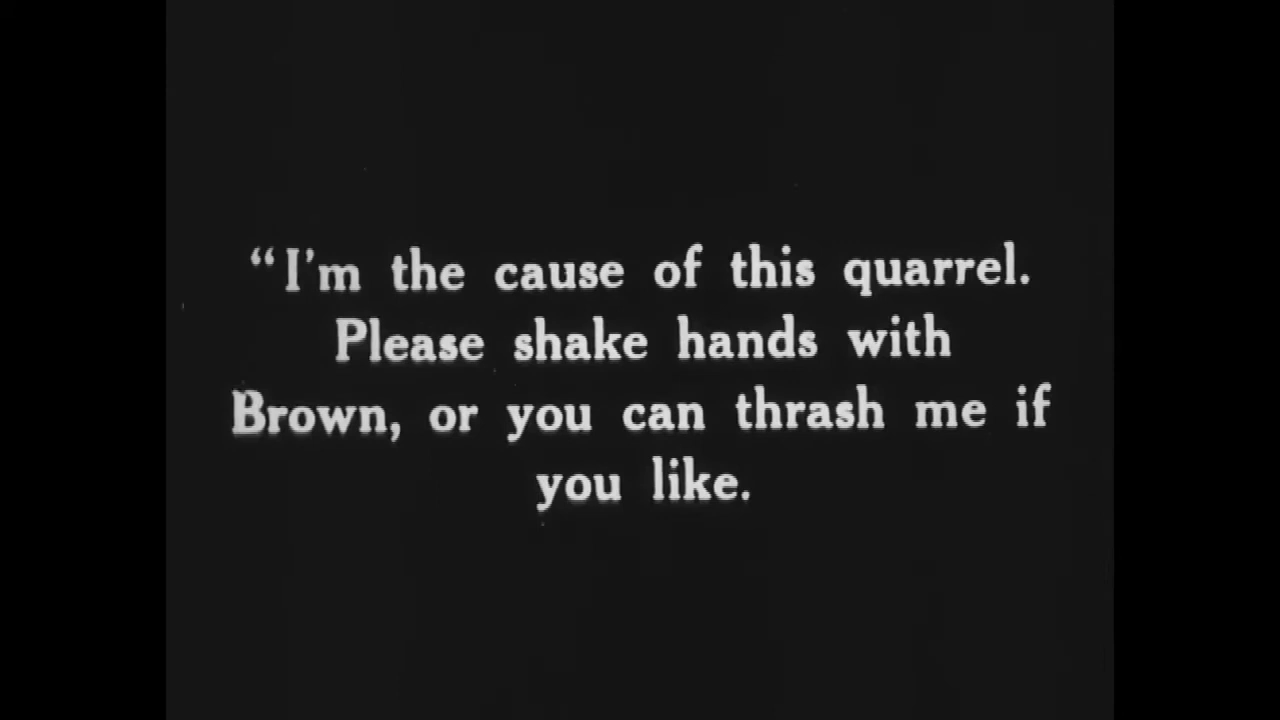 “I'm the cause of this quarrel.
Please shake hands with
Brown, or you can thrash me if
you like.